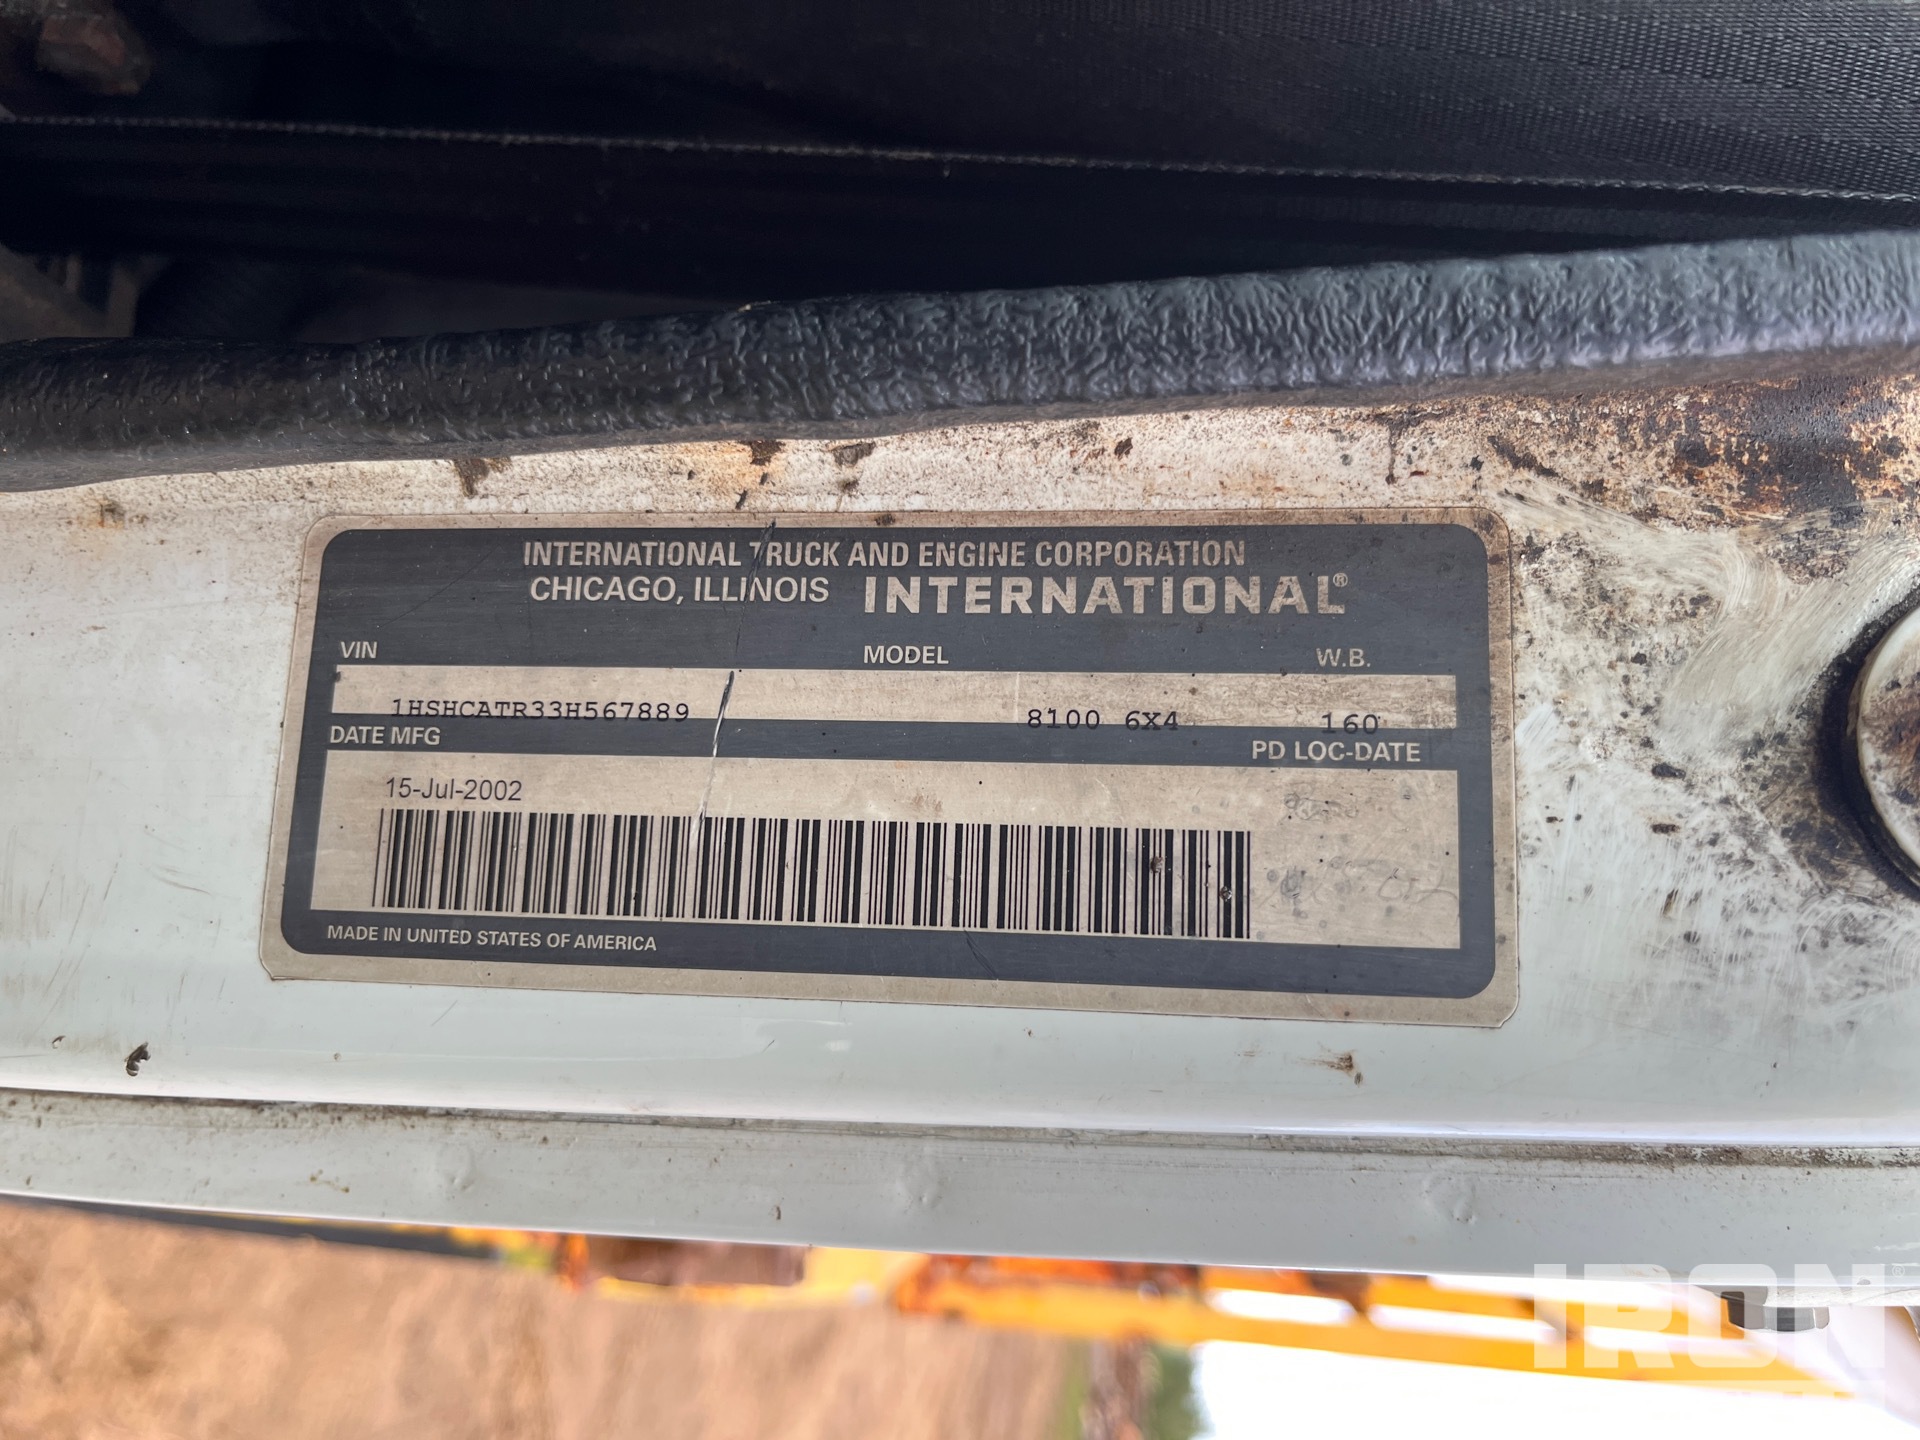 INTERNATIONAL TRUCK AND ENGINE CORPORATION
CHICAGO, ILLINOIS INTERNATIONAL®
VIN MODEL W.B.
1HSHCATR33H567889 8100 6X4 160
DATE MFG PD LOC-DATE
15-Jul-2002
MADE IN UNITED STATES OF AMERICA
IRON®